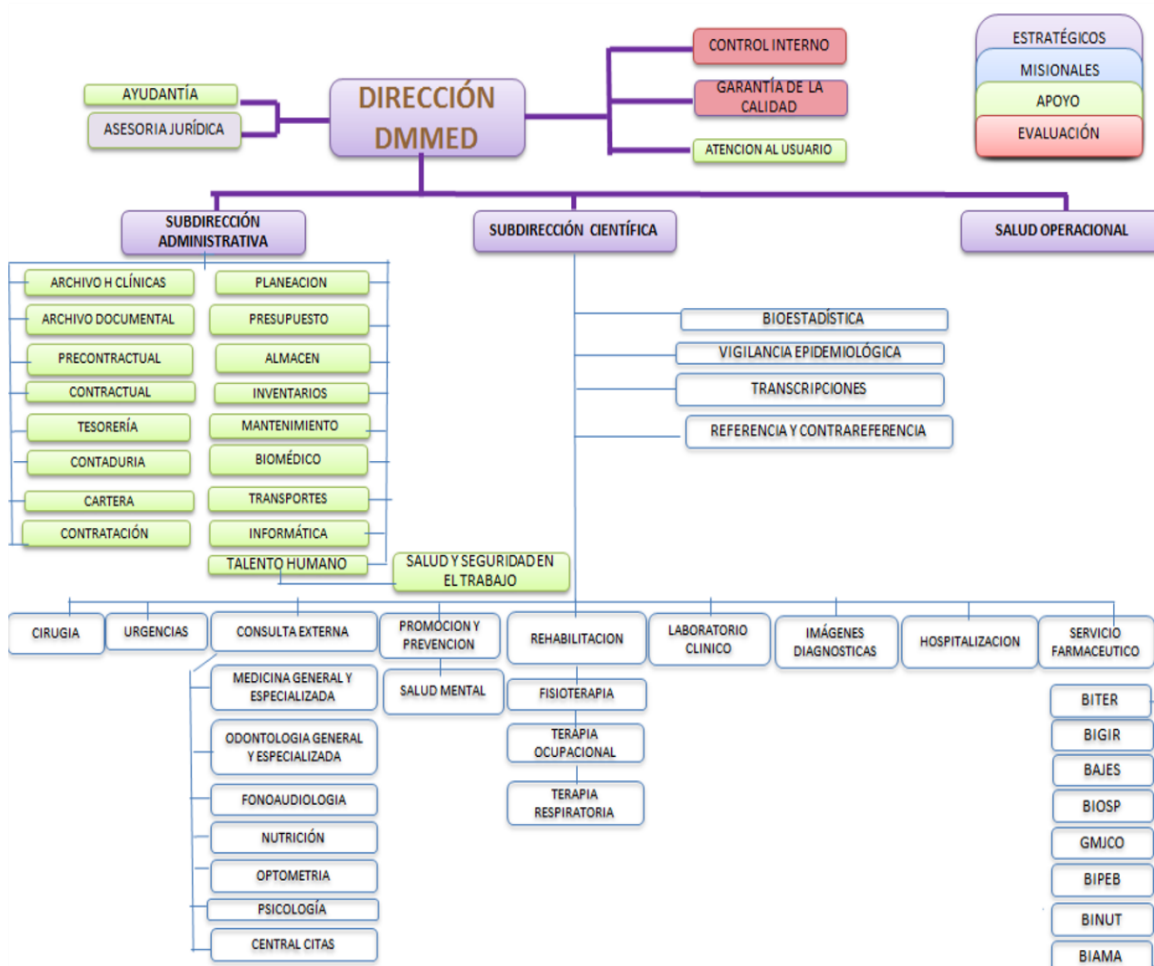 DIRECCIÓN
DMMED
AYUDANTÍA
ASESORIA JURÍDICA
CONTROL INTERNO
GARANTÍA DE LA
CALIDAD
ATENCION AL USUARIO
ESTRATÉGICOS
MISIONALES
APOYO
EVALUACIÓN
SUBDIRECCIÓN
ADMINISTRATIVA
SUBDIRECCIÓN CIENTÍFICA
SALUD OPERACIONAL
ARCHIVO H CLÍNICAS
ARCHIVO DOCUMENTAL
PRECONTRACTUAL
CONTRACTUAL
TESORERÍA
CONTADURIA
CARTERA
CONTRATACIÓN
PLANEACION
PRESUPUESTO
ALMACEN
INVENTARIOS
MANTENIMIENTO
BIOMÉDICO
TRANSPORTES
INFORMÁTICA
TALENTO HUMANO
SALUD Y SEGURIDAD EN
EL TRABAJO
BIOESTADÍSTICA
VIGILANCIA EPIDEMIOLÓGICA
TRANSCRIPCIONES
REFERENCIA Y CONTRAREFERENCIA
CIRUGIA
URGENCIAS
CONSULTA EXTERNA
PROMOCION Y
PREVENCION
REHABILITACION
LABORATORIO
CLINICO
IMÁGENES
DIAGNOSTICAS
HOSPITALIZACION
SERVICIO
FARMACEUTICO
MEDICINA GENERAL Y
ESPECIALIZADA
ODONTOLOGIA GENERAL
Y ESPECIALIZADA
FONOAUDIOLOGIA
NUTRICIÓN
OPTOMETRIA
PSICOLOGÍA
CENTRAL CITAS
SALUD MENTAL
FISIOTERAPIA
TERAPIA
OCUPACIONAL
TERAPIA
RESPIRATORIA
BITER
BIGIR
BAJES
BIOSP
GMJCO
BIPEB
BINUT
BIAMA